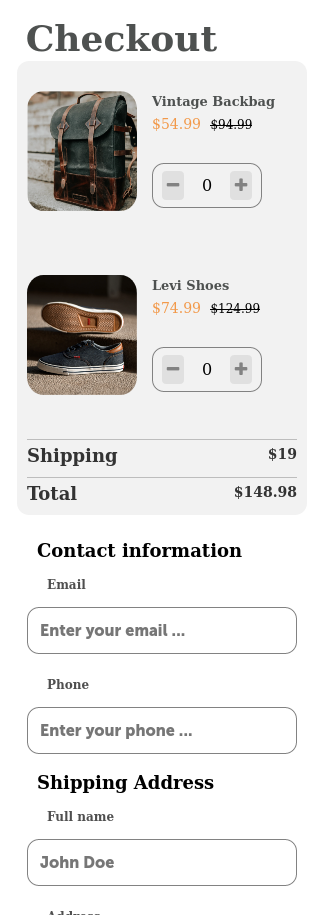 Checkout
Vintage Backbag
$54.99 $94.99
0
Levi Shoes
$74.99 $124.99
0
Shipping $19
Total $148.98
Contact information
Email
Enter your email ...
Phone
Enter your phone ...
Shipping Address
Full name
John Doe
Address